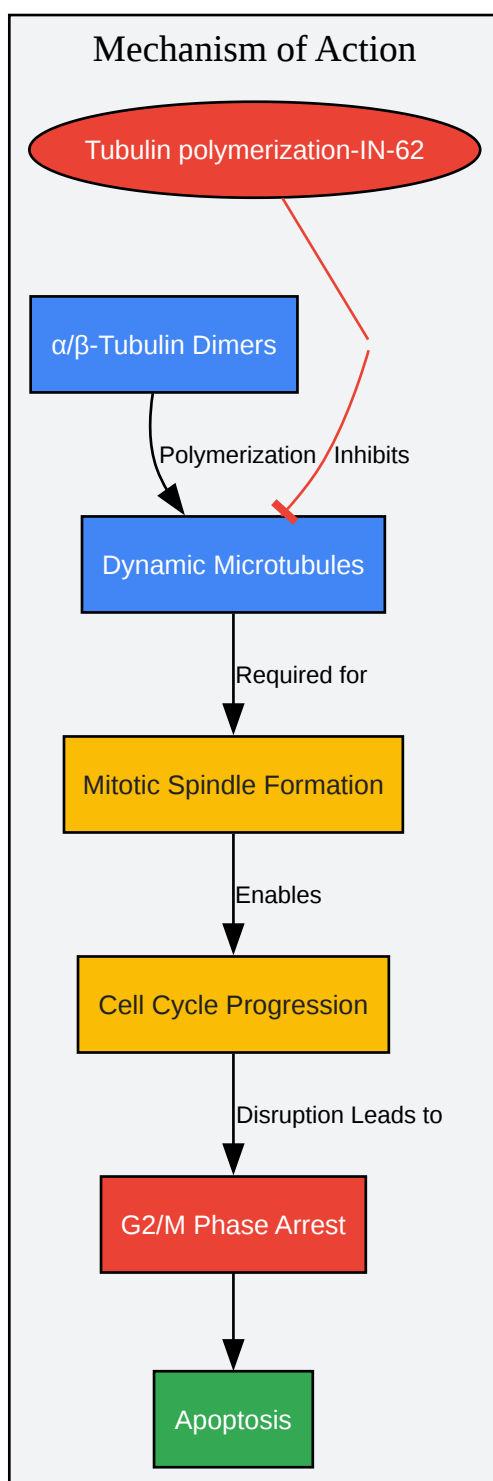 Mechanism of Action
Tubulin polymerization-IN-62
α/β-Tubulin Dimers
Polymerization
Inhibits
Dynamic Microtubules
Required for
Mitotic Spindle Formation
Enables
Cell Cycle Progression
Disruption Leads to
G2/M Phase Arrest
Apoptosis